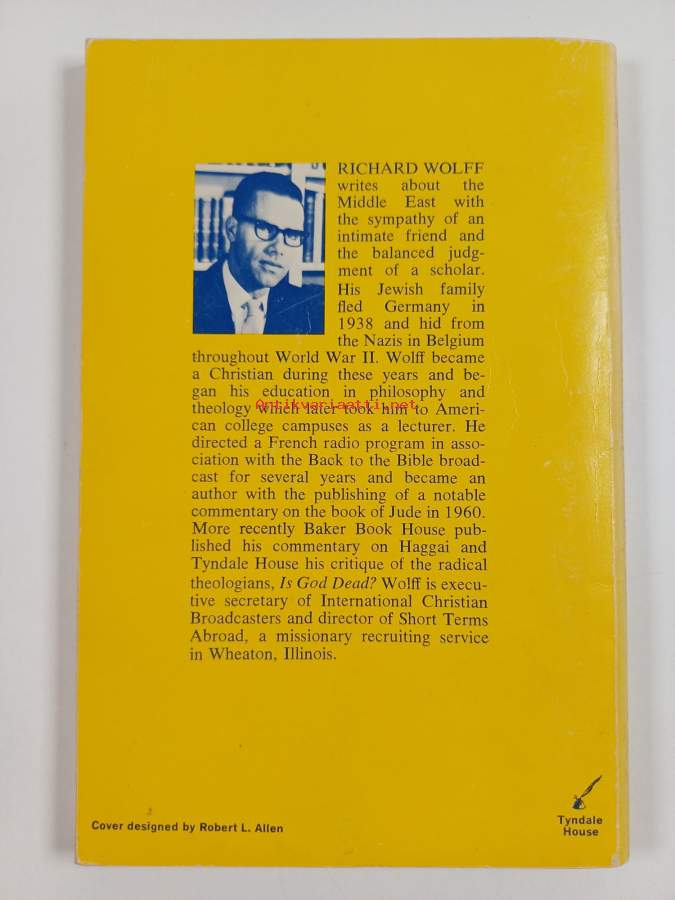 RICHARD WOLFF
writes about the
Middle East with
the sympathy of an
intimate friend and
the balanced judg-
ment of a scholar.
His Jewish family
fled Germany in
1938 and hid from
the Nazis in Belgium
throughout World War II. Wolff became
a Christian during these years and be-
gan his education in philosophy and
theology which later took him to Ameri-
Antikvariaatti.net
can college campuses as a lecturer. He
directed a French radio program in asso-
ciation with the Back to the Bible broad-
cast for several years and became an
author with the publishing of a notable
commentary on the book of Jude in 1960.
More recently Baker Book House pub-
lished his commentary on Haggai and
Tyndale House his critique of the radical
theologians, Is God Dead? Wolff is execu-
tive secretary of International Christian
Broadcasters and director of Short Terms
Abroad, a missionary recruiting service
in Wheaton, Illinois.
Cover designed by Robert L. Allen
Tyndale
House